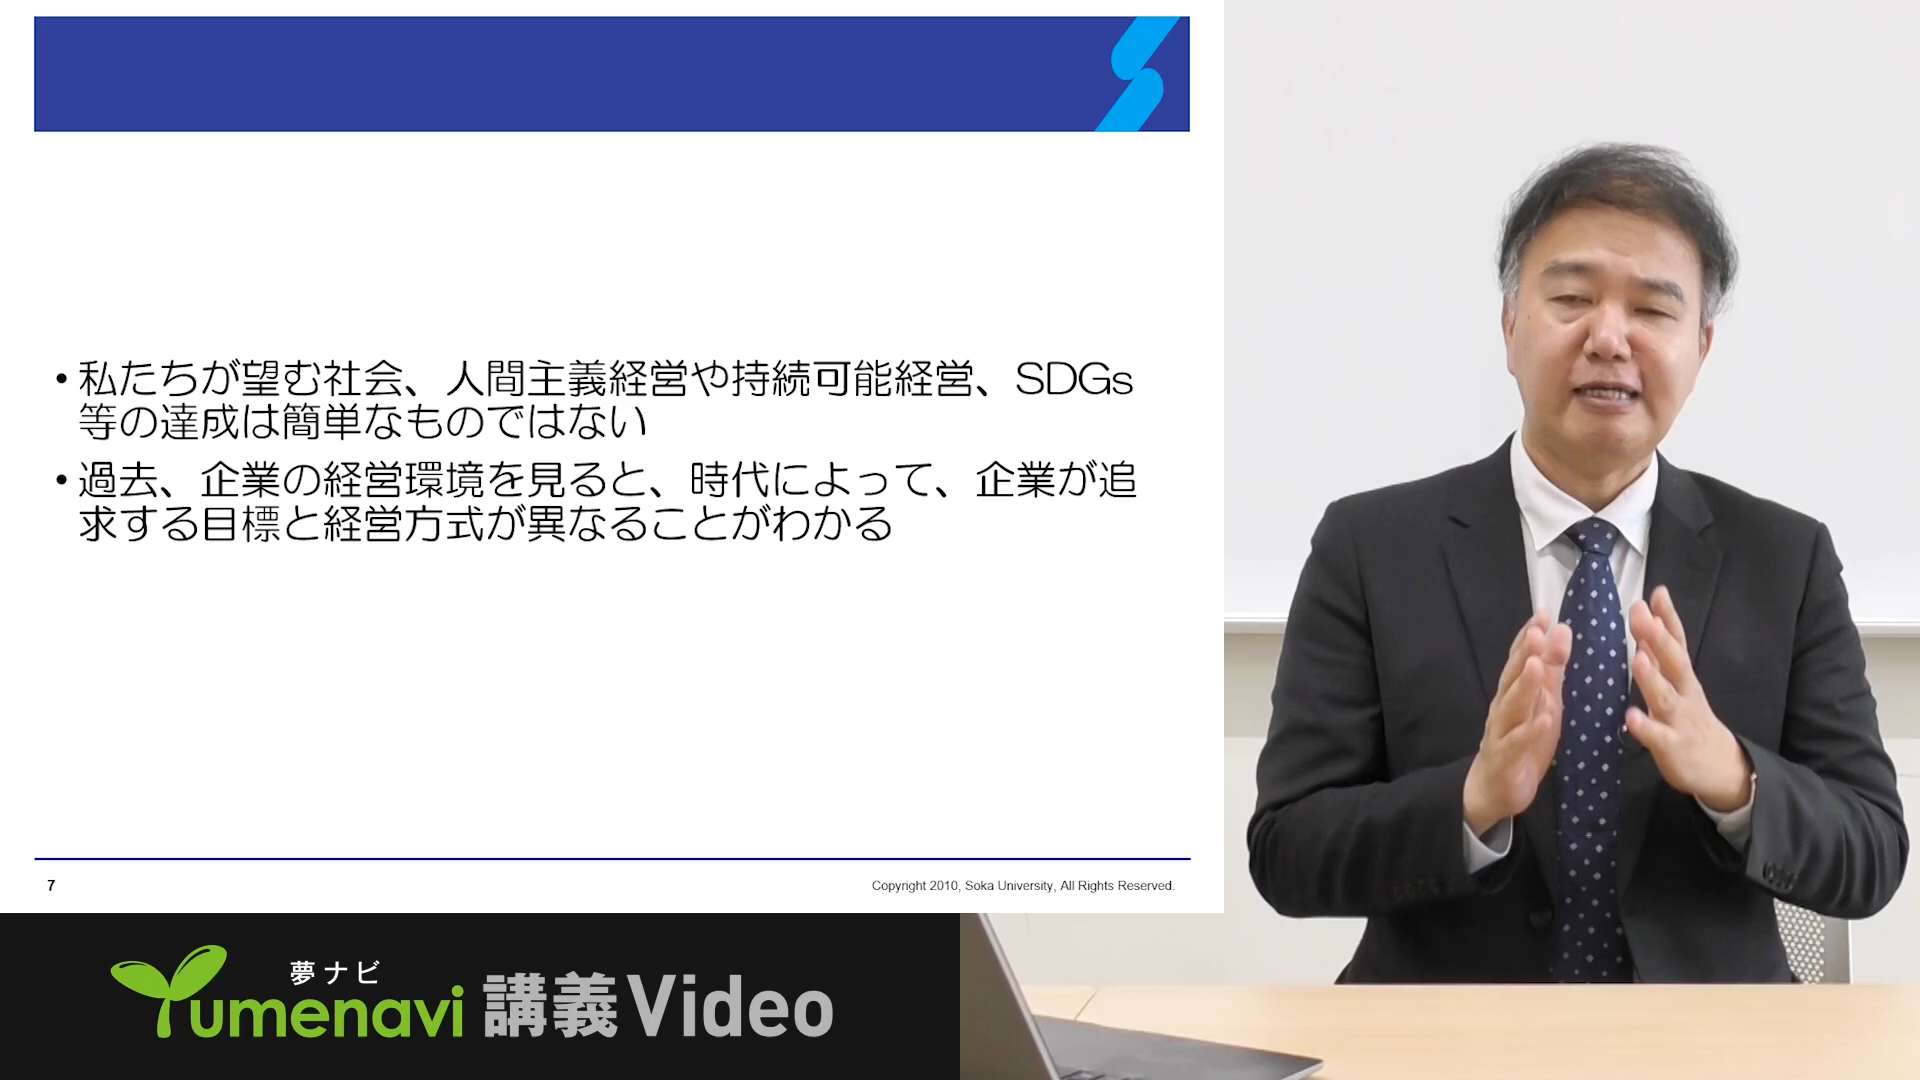 • 私たちが望む社会、人間主義経営や持続可能経営、SDGs
等の達成は簡単なものではない
• 過去、企業の経営環境を見ると、時代によって、企業が追
求する目標と経営方式が異なることがわかる
7
Copyright 2010, Soka University, All Rights Reserved.
夢ナビ
Yumenavi 講義Video